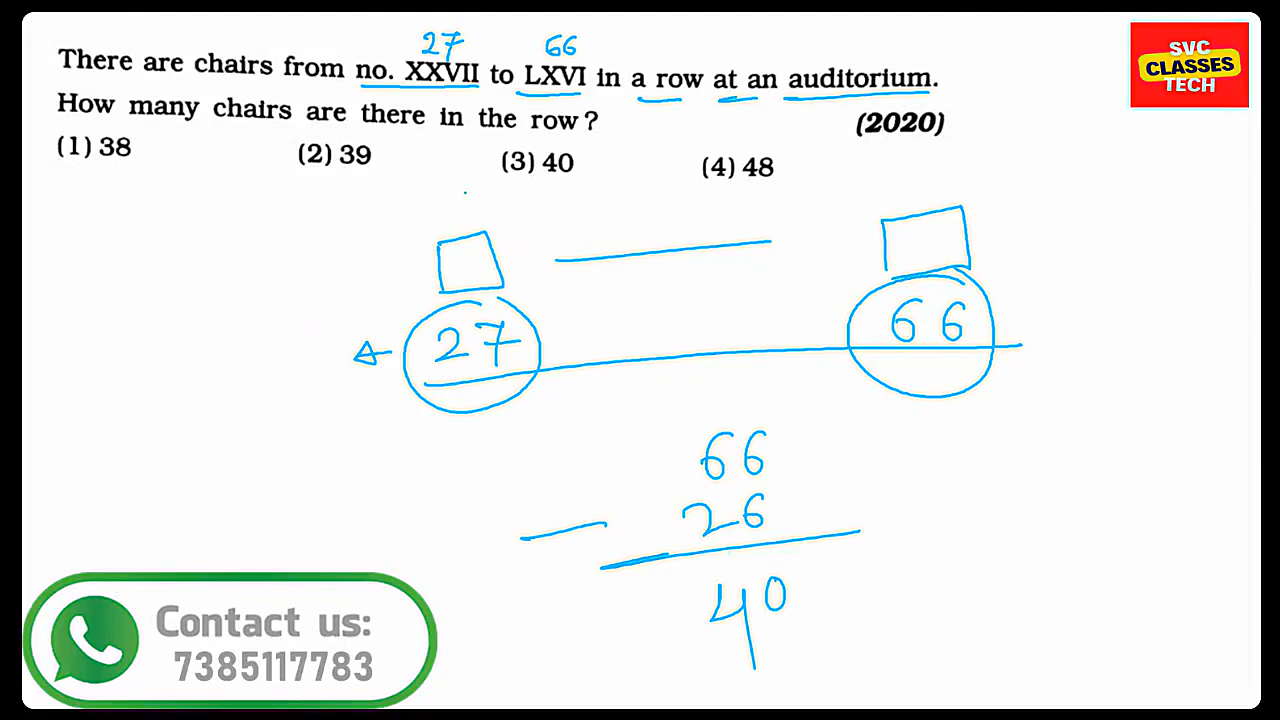 27 66
There are chairs from no. XXVII to LXVI in a row at an auditorium.
How many chairs are there in the row?
(2020)
(1) 38 (2) 39 (3) 40 (4) 48
SVC
CLASSES
TECH
27 66
66
— 26
40
Contact us:
7385117783